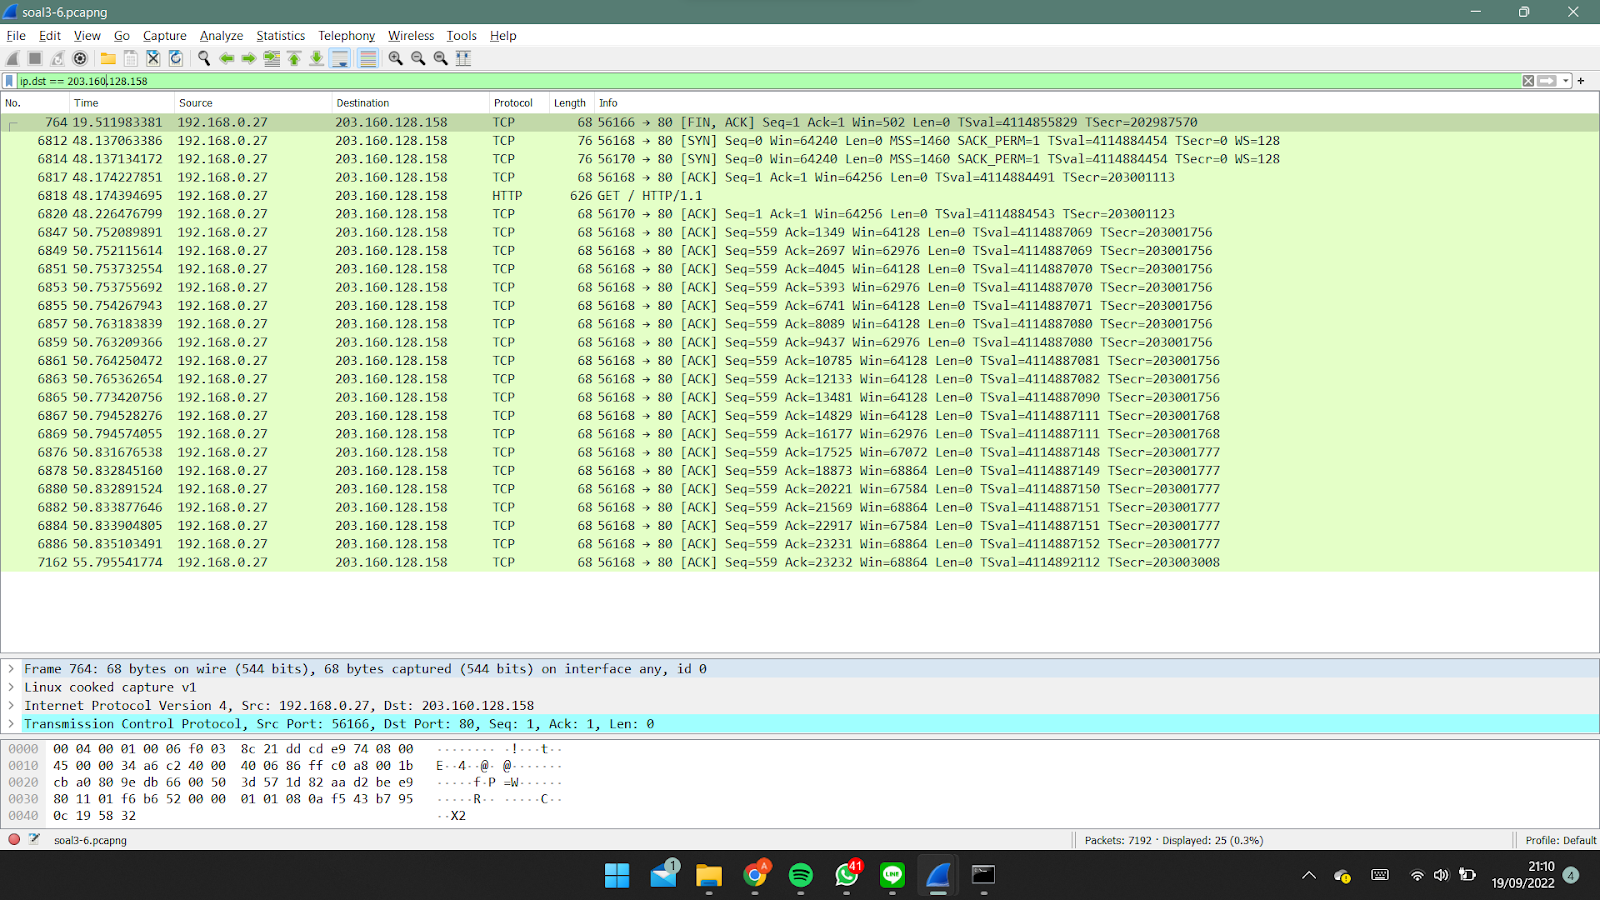 soal3-6.pcapng
File Edit View Go Capture Analyze Statistics Telephony Wireless Tools Help
ip.dst == 203.160.128.158
No. Time Source Destination Protocol Length Info
764 19.511983381 192.168.0.27 203.160.128.158 TCP 68 56166 → 80 [FIN, ACK] Seq=1 Ack=1 Win=502 Len=0 TSval=4114855829 TSecr=202987570
6812 48.137063386 192.168.0.27 203.160.128.158 TCP 76 56168 → 80 [SYN] Seq=0 Win=64240 Len=0 MSS=1460 SACK_PERM=1 TSval=4114884454 TSecr=0 WS=128
6814 48.137134172 192.168.0.27 203.160.128.158 TCP 76 56170 → 80 [SYN] Seq=0 Win=64240 Len=0 MSS=1460 SACK_PERM=1 TSval=4114884454 TSecr=0 WS=128
6817 48.174227851 192.168.0.27 203.160.128.158 TCP 68 56168 → 80 [ACK] Seq=1 Ack=1 Win=64256 Len=0 TSval=4114884491 TSecr=203001113
6818 48.174394695 192.168.0.27 203.160.128.158 HTTP 626 GET / HTTP/1.1
6820 48.226476799 192.168.0.27 203.160.128.158 TCP 68 56170 → 80 [ACK] Seq=1 Ack=1 Win=64256 Len=0 TSval=4114884543 TSecr=203001123
6847 50.752089891 192.168.0.27 203.160.128.158 TCP 68 56168 → 80 [ACK] Seq=559 Ack=1349 Win=64128 Len=0 TSval=4114887069 TSecr=203001756
6849 50.752115614 192.168.0.27 203.160.128.158 TCP 68 56168 → 80 [ACK] Seq=559 Ack=2697 Win=62976 Len=0 TSval=4114887069 TSecr=203001756
6851 50.753732554 192.168.0.27 203.160.128.158 TCP 68 56168 → 80 [ACK] Seq=559 Ack=4045 Win=64128 Len=0 TSval=4114887070 TSecr=203001756
6853 50.753755692 192.168.0.27 203.160.128.158 TCP 68 56168 → 80 [ACK] Seq=559 Ack=5393 Win=62976 Len=0 TSval=4114887070 TSecr=203001756
6855 50.754267943 192.168.0.27 203.160.128.158 TCP 68 56168 → 80 [ACK] Seq=559 Ack=6741 Win=64128 Len=0 TSval=4114887071 TSecr=203001756
6857 50.763183839 192.168.0.27 203.160.128.158 TCP 68 56168 → 80 [ACK] Seq=559 Ack=8089 Win=64128 Len=0 TSval=4114887080 TSecr=203001756
6859 50.763209366 192.168.0.27 203.160.128.158 TCP 68 56168 → 80 [ACK] Seq=559 Ack=9437 Win=62976 Len=0 TSval=4114887080 TSecr=203001756
6861 50.764250472 192.168.0.27 203.160.128.158 TCP 68 56168 → 80 [ACK] Seq=559 Ack=10785 Win=64128 Len=0 TSval=4114887081 TSecr=203001756
6863 50.765362654 192.168.0.27 203.160.128.158 TCP 68 56168 → 80 [ACK] Seq=559 Ack=12133 Win=64128 Len=0 TSval=4114887082 TSecr=203001756
6865 50.773420756 192.168.0.27 203.160.128.158 TCP 68 56168 → 80 [ACK] Seq=559 Ack=13481 Win=64128 Len=0 TSval=4114887090 TSecr=203001756
6867 50.794528276 192.168.0.27 203.160.128.158 TCP 68 56168 → 80 [ACK] Seq=559 Ack=14829 Win=64128 Len=0 TSval=4114887111 TSecr=203001768
6869 50.794574055 192.168.0.27 203.160.128.158 TCP 68 56168 → 80 [ACK] Seq=559 Ack=16177 Win=62976 Len=0 TSval=4114887111 TSecr=203001768
6876 50.831676538 192.168.0.27 203.160.128.158 TCP 68 56168 → 80 [ACK] Seq=559 Ack=17525 Win=67072 Len=0 TSval=4114887148 TSecr=203001777
6878 50.832845160 192.168.0.27 203.160.128.158 TCP 68 56168 → 80 [ACK] Seq=559 Ack=18873 Win=68864 Len=0 TSval=4114887149 TSecr=203001777
6880 50.832891524 192.168.0.27 203.160.128.158 TCP 68 56168 → 80 [ACK] Seq=559 Ack=20221 Win=67584 Len=0 TSval=4114887150 TSecr=203001777
6882 50.833877646 192.168.0.27 203.160.128.158 TCP 68 56168 → 80 [ACK] Seq=559 Ack=21569 Win=68864 Len=0 TSval=4114887151 TSecr=203001777
6884 50.833904805 192.168.0.27 203.160.128.158 TCP 68 56168 → 80 [ACK] Seq=559 Ack=22917 Win=67584 Len=0 TSval=4114887151 TSecr=203001777
6886 50.835103491 192.168.0.27 203.160.128.158 TCP 68 56168 → 80 [ACK] Seq=559 Ack=23231 Win=68864 Len=0 TSval=4114887152 TSecr=203001777
7162 55.795541774 192.168.0.27 203.160.128.158 TCP 68 56168 → 80 [ACK] Seq=559 Ack=23232 Win=68864 Len=0 TSval=4114892112 TSecr=203003008
Frame 764: 68 bytes on wire (544 bits), 68 bytes captured (544 bits) on interface any, id 0
Linux cooked capture v1
Internet Protocol Version 4, Src: 192.168.0.27, Dst: 203.160.128.158
Transmission Control Protocol, Src Port: 56166, Dst Port: 80, Seq: 1, Ack: 1, Len: 0
0000 00 04 00 01 00 06 f0 03 8c 21 dd cd e9 74 08 00 ········ ·!···t··
0010 45 00 00 34 a6 c2 40 00 40 06 86 ff c0 a8 00 1b E··4··@· @·······
0020 cb a0 80 9e db 66 00 50 3d 57 1d 82 aa d2 be e9 ·····f·P =W······
0030 80 11 01 f6 b6 52 00 00 01 01 08 0a f5 43 b7 95 ·····R·· ·····C··
0040 0c 19 58 32 ··X2
soal3-6.pcapng Packets: 7192 · Displayed: 25 (0.3%) Profile: Default
1 A 41 LINE 21:10
19/09/2022 4